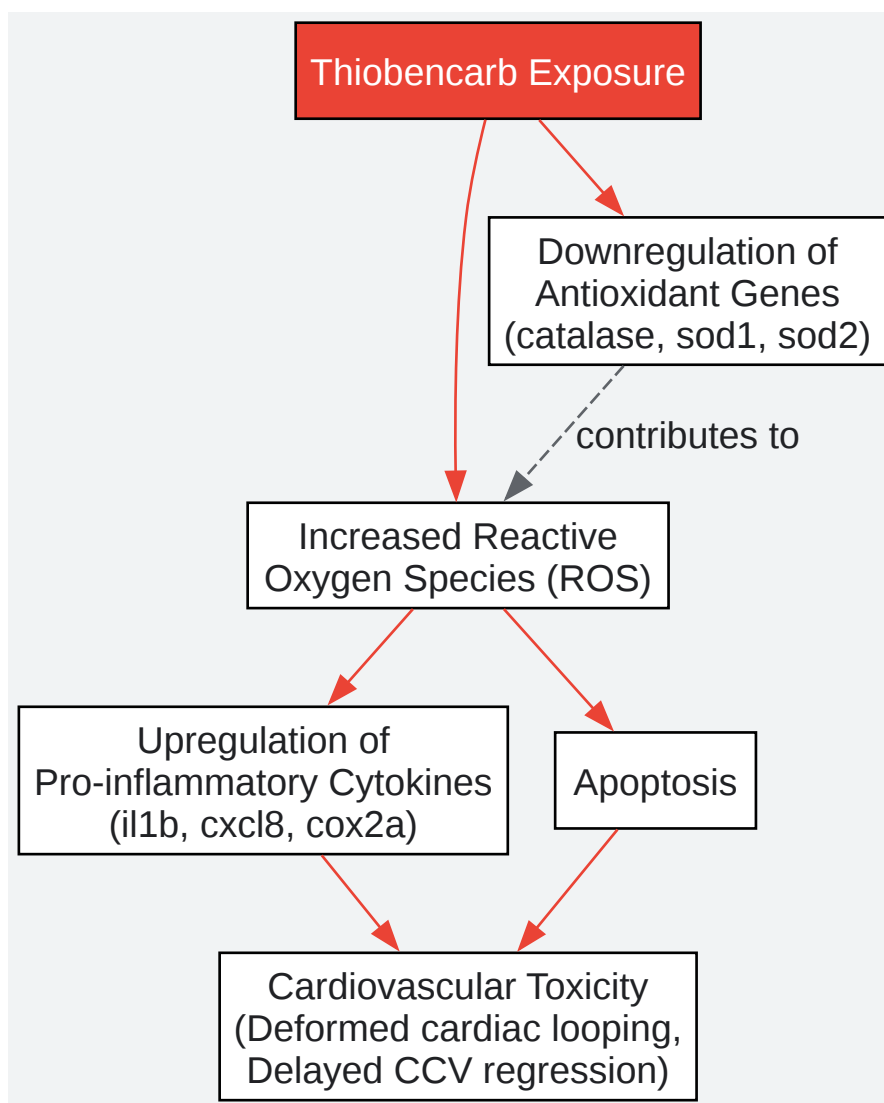 Thiobencarb Exposure
Downregulation of
Antioxidant Genes
(catalase, sod1, sod2)
contributes to
Increased Reactive
Oxygen Species (ROS)
Upregulation of
Pro-inflammatory Cytokines
(il1b, cxcl8, cox2a)
Apoptosis
Cardiovascular Toxicity
(Deformed cardiac looping,
Delayed CCV regression)